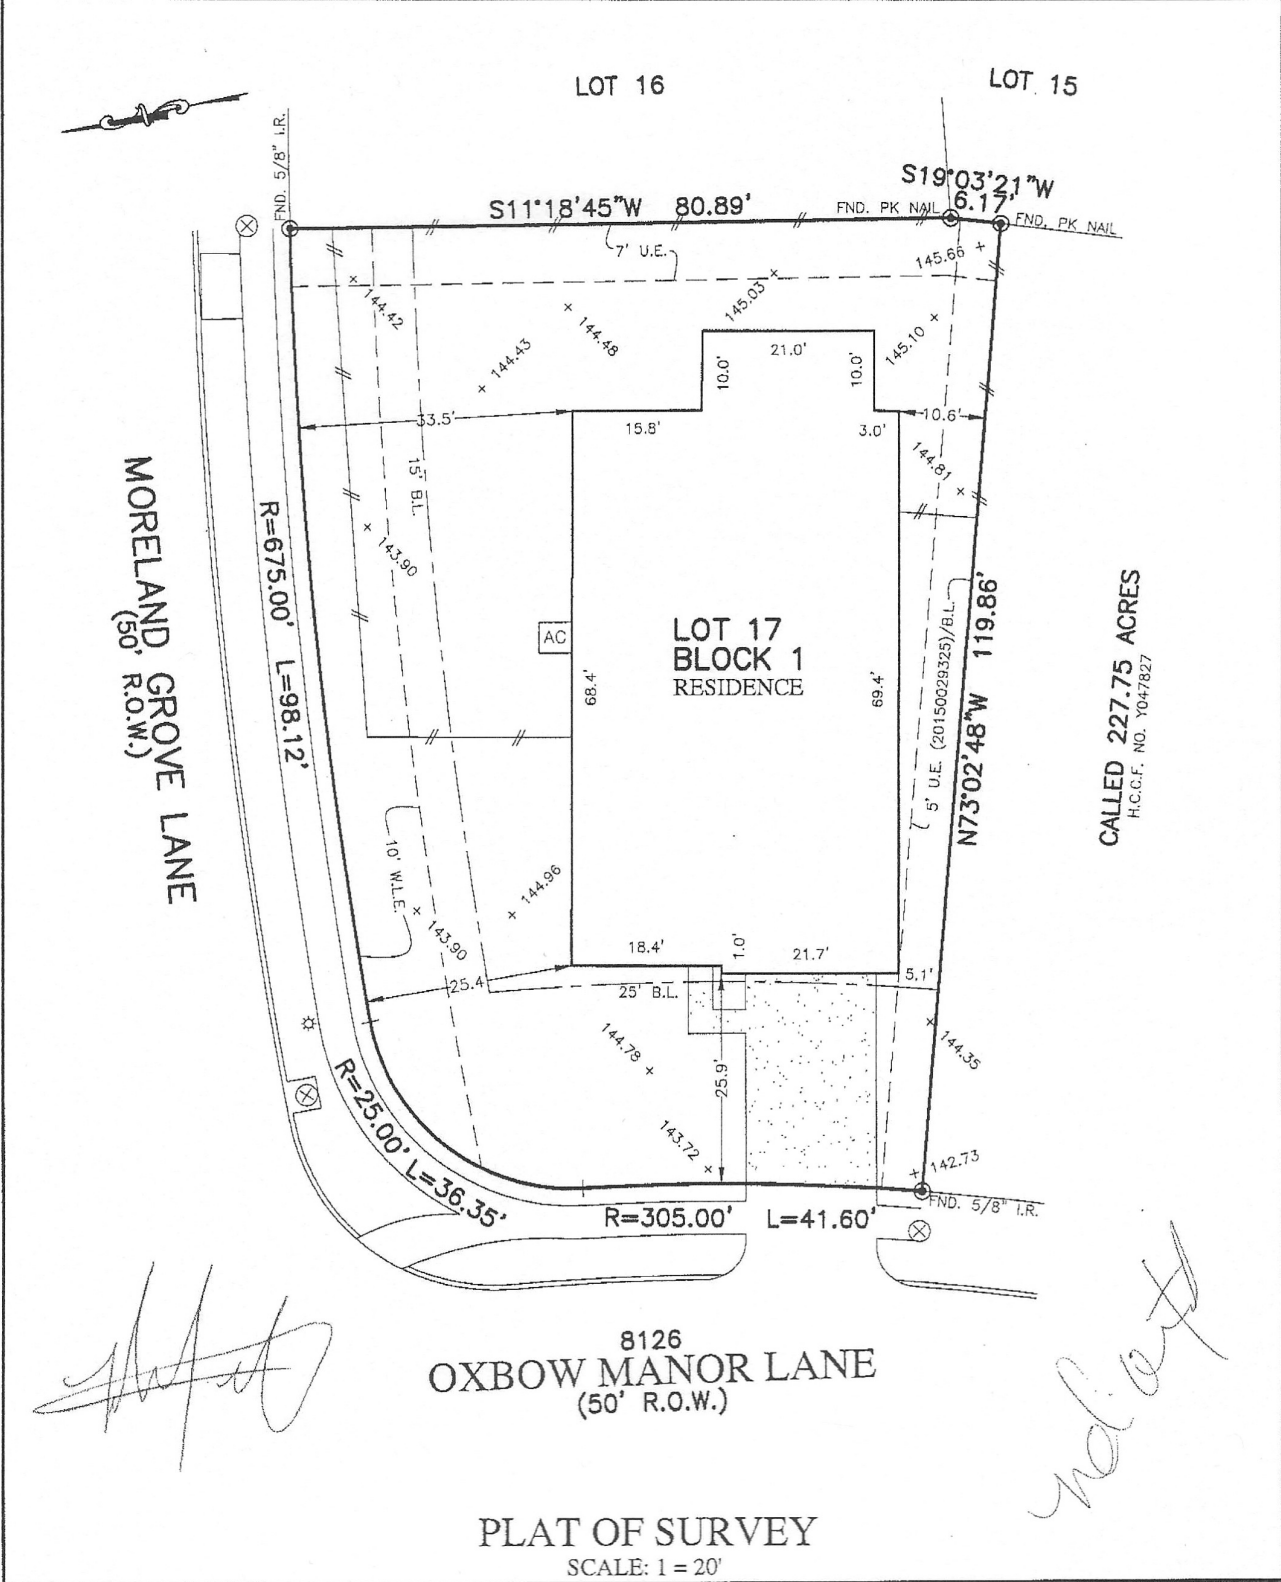 LOT 16
LOT 15
FND. 5/8" I.R.
S11°18'45"W 80.89'
FND. PK NAIL
S19°03'21"W
6.17'
FND. PK NAIL
7' U.E.
145.66
144.42
144.48
145.03
145.10
144.43
21.0'
10.0'
10.0'
33.5'
15.8'
3.0'
10.6'
144.81
15' B.L.
143.90
MORELAND GROVE LANE
(50' R.O.W.)
R=675.00' L=98.12'
AC
LOT 17
BLOCK 1
RESIDENCE
68.4'
69.4'
5' U.E. (20150029325)/B.L.
N73°02'48"W 119.86'
CALLED 227.75 ACRES
H.C.C.F. NO. Y047827
10' W.L.E.
143.90
144.96
18.4'
1.0'
21.7'
5.1'
25.4'
25' B.L.
144.78
25.9'
144.35
143.72
142.73
R=25.00' L=36.35'
FND. 5/8" I.R.
R=305.00' L=41.60'
8126
OXBOW MANOR LANE
(50' R.O.W.)
PLAT OF SURVEY
SCALE: 1 = 20'